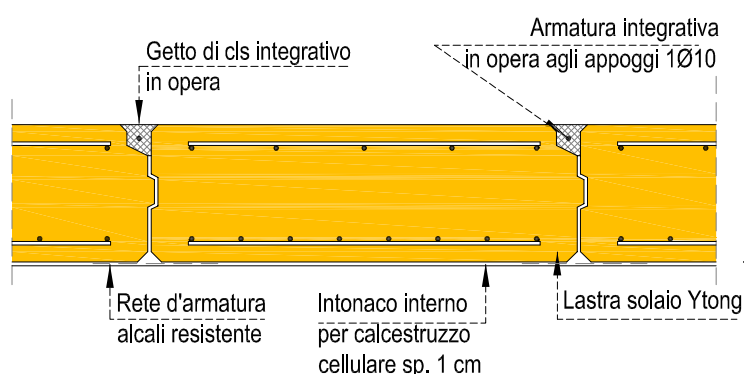 Getto di cls integrativo
in opera
Armatura integrativa
in opera agli appoggi 1Ø10
Rete d'armatura
alcali resistente
Intonaco interno
per calcestruzzo
cellulare sp. 1 cm
Lastra solaio Ytong